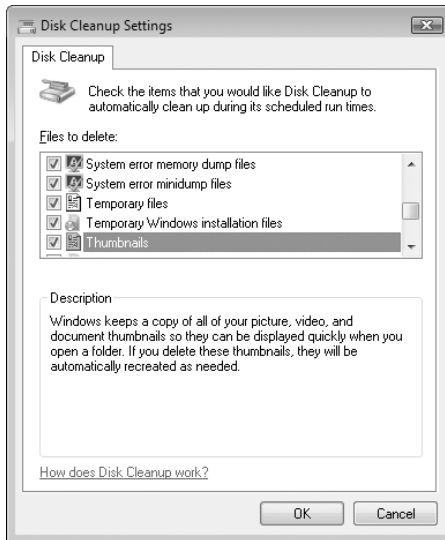 Disk Cleanup Settings
Disk Cleanup
Check the items that you would like Disk Cleanup to
automatically clean up during its scheduled run times.
Files to delete:
System error memory dump files
System error minidump files
Temporary files
Temporary Windows installation files
Thumbnails
Description
Windows keeps a copy of all of your picture, video, and
document thumbnails so they can be displayed quickly when you
open a folder. If you delete these thumbnails, they will be
automatically recreated as needed.
How does Disk Cleanup work?
OK Cancel